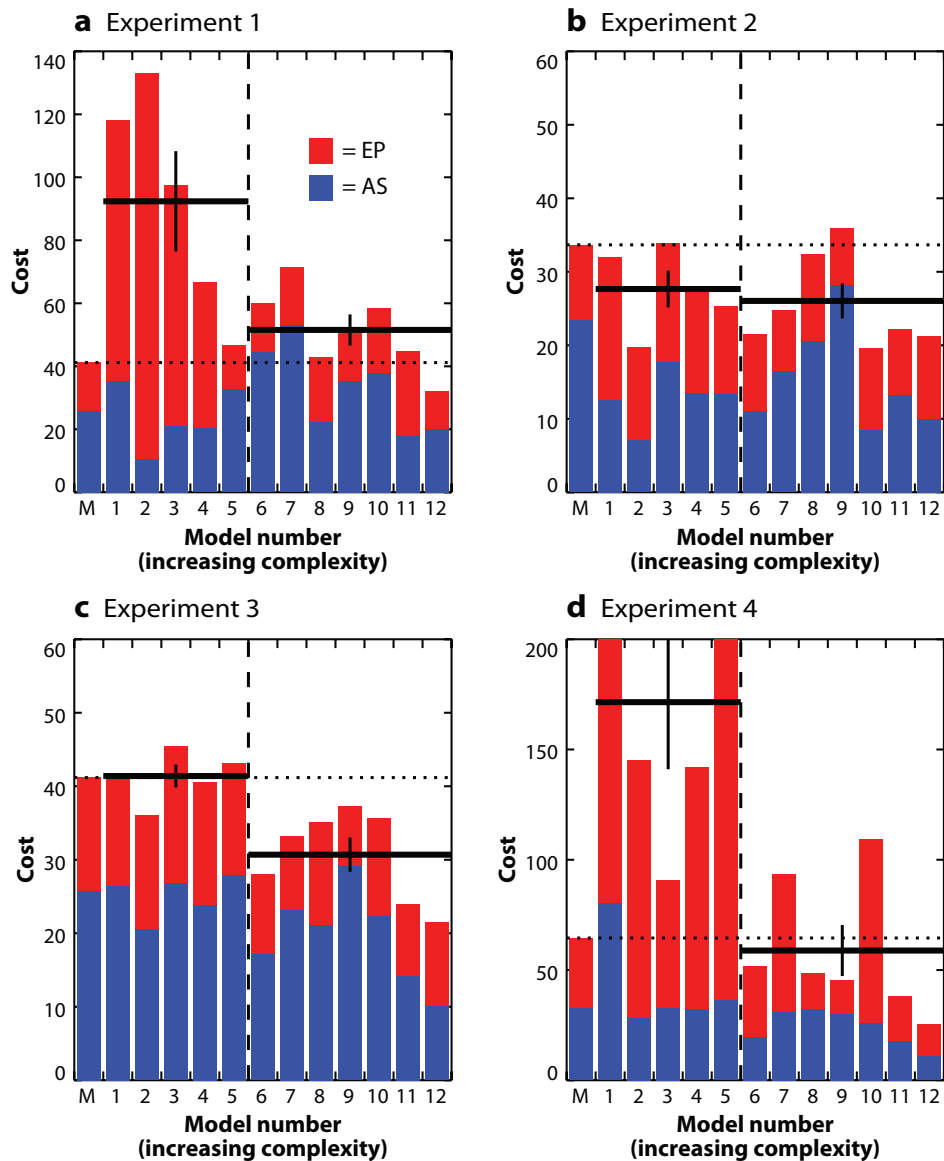 a Experiment 1
140
120
100
80
60
40
20
0
Cost
= EP
= AS
M 1 2 3 4 5 6 7 8 9 10 11 12
Model number
(increasing complexity)
b Experiment 2
60
50
40
30
20
10
0
Cost
M 1 2 3 4 5 6 7 8 9 10 11 12
Model number
(increasing complexity)
c Experiment 3
60
50
40
30
20
10
0
Cost
M 1 2 3 4 5 6 7 8 9 10 11 12
Model number
(increasing complexity)
d Experiment 4
200
150
100
50
0
Cost
M 1 2 3 4 5 6 7 8 9 10 11 12
Model number
(increasing complexity)